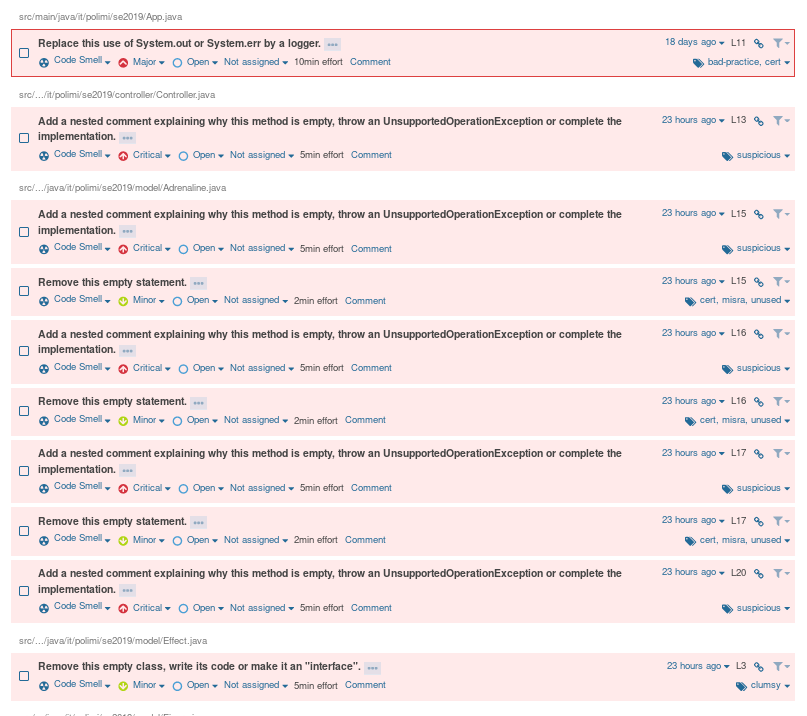 src/main/java/it/polimi/se2019/App.java
Replace this use of System.out or System.err by a logger. ••• 18 days ago L11
Code Smell Major Open Not assigned 10min effort Comment bad-practice, cert
src/.../it/polimi/se2019/controller/Controller.java
Add a nested comment explaining why this method is empty, throw an UnsupportedOperationException or complete the 23 hours ago L13
implementation. •••
Code Smell Critical Open Not assigned 5min effort Comment suspicious
src/.../java/it/polimi/se2019/model/Adrenaline.java
Add a nested comment explaining why this method is empty, throw an UnsupportedOperationException or complete the 23 hours ago L15
implementation. •••
Code Smell Critical Open Not assigned 5min effort Comment suspicious
Remove this empty statement. ••• 23 hours ago L15
Code Smell Minor Open Not assigned 2min effort Comment cert, misra, unused
Add a nested comment explaining why this method is empty, throw an UnsupportedOperationException or complete the 23 hours ago L16
implementation. •••
Code Smell Critical Open Not assigned 5min effort Comment suspicious
Remove this empty statement. ••• 23 hours ago L16
Code Smell Minor Open Not assigned 2min effort Comment cert, misra, unused
Add a nested comment explaining why this method is empty, throw an UnsupportedOperationException or complete the 23 hours ago L17
implementation. •••
Code Smell Critical Open Not assigned 5min effort Comment suspicious
Remove this empty statement. ••• 23 hours ago L17
Code Smell Minor Open Not assigned 2min effort Comment cert, misra, unused
Add a nested comment explaining why this method is empty, throw an UnsupportedOperationException or complete the 23 hours ago L20
implementation. •••
Code Smell Critical Open Not assigned 5min effort Comment suspicious
src/.../java/it/polimi/se2019/model/Effect.java
Remove this empty class, write its code or make it an "interface". ••• 23 hours ago L3
Code Smell Minor Open Not assigned 5min effort Comment clumsy